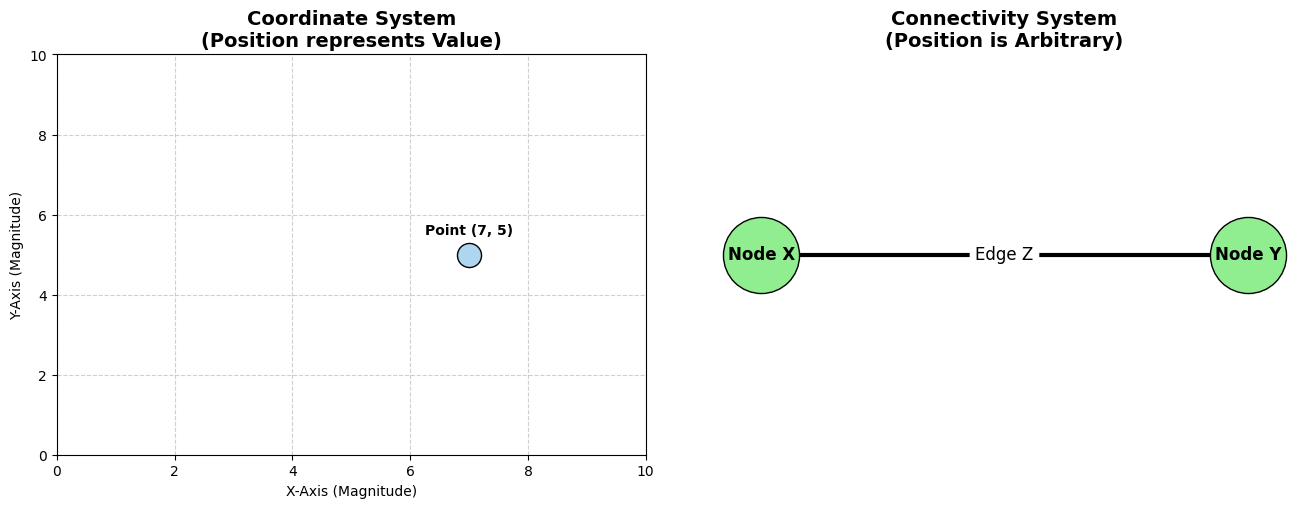 Coordinate System
(Position represents Value)
10
8
6
4
2
0
Y-Axis (Magnitude)
Point (7, 5)
0 2 4 6 8 10
X-Axis (Magnitude)
Connectivity System
(Position is Arbitrary)
Node X Edge Z Node Y